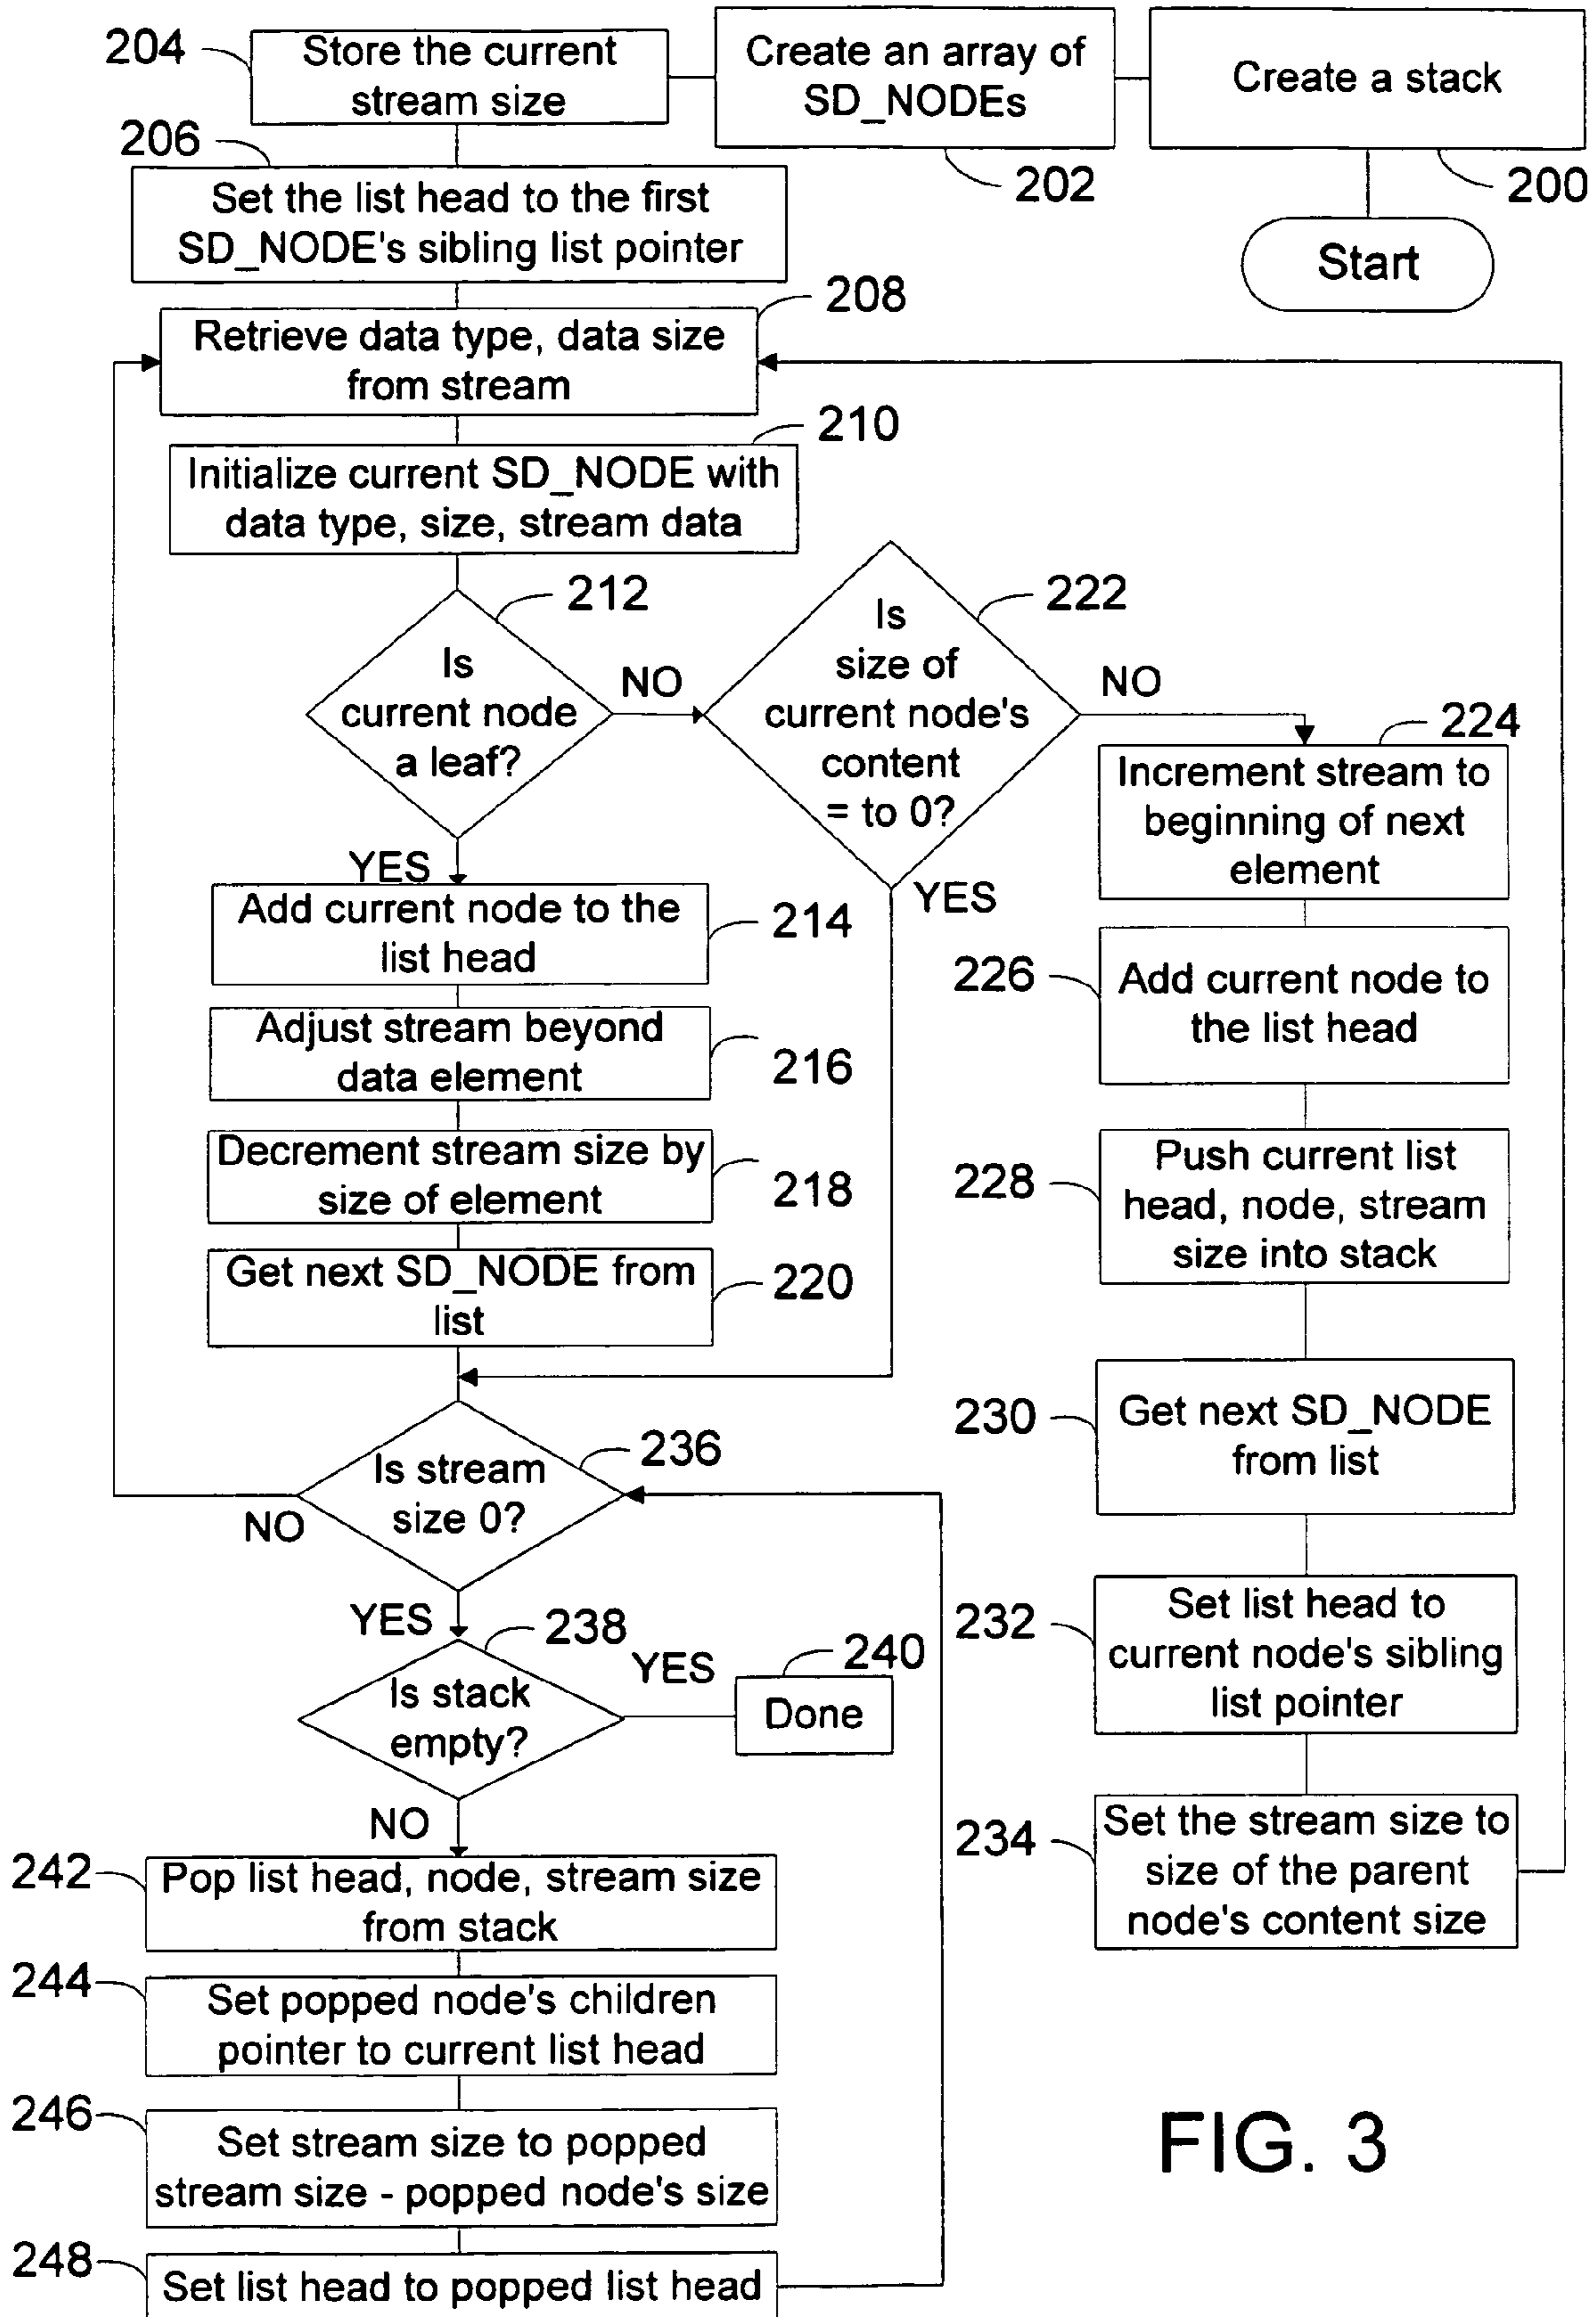 204
Store the current
stream size
Create an array of
SD_NODEs
202
Create a stack
200
Start
206
Set the list head to the first
SD_NODE's sibling list pointer
208
Retrieve data type, data size
from stream
210
Initialize current SD_NODE with
data type, size, stream data
212
Is
current node
a leaf?
NO
YES
222
Is
size of
current node's
content
= to 0?
NO
YES
224
Increment stream to
beginning of next
element
Add current node to the
list head
214
226
Add current node to
the list head
Adjust stream beyond
data element
216
Decrement stream size by
size of element
218
228
Push current list
head, node, stream
size into stack
Get next SD_NODE from
list
220
230
Get next SD_NODE
from list
236
Is stream
size 0?
NO
YES
232
Set list head to
current node's sibling
list pointer
238
Is stack
empty?
YES
240
Done
NO
234
Set the stream size to
size of the parent
node's content size
242
Pop list head, node, stream size
from stack
244
Set popped node's children
pointer to current list head
246
Set stream size to popped
stream size - popped node's size
248
Set list head to popped list head
FIG. 3